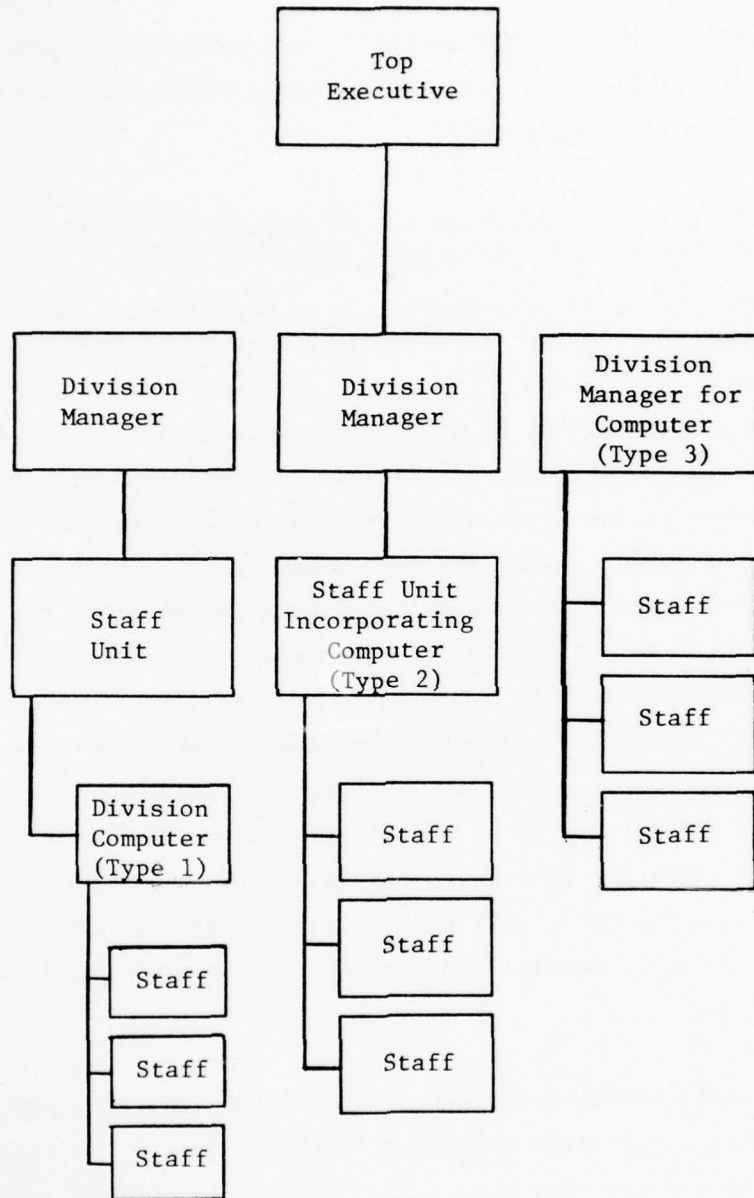 Top
Executive
Division
Manager
Division
Manager
Division
Manager for
Computer
(Type 3)
Staff
Unit
Staff Unit
Incorporating
Computer
(Type 2)
Staff
Staff
Staff
Division
Computer
(Type 1)
Staff
Staff
Staff
Staff
Staff
Staff